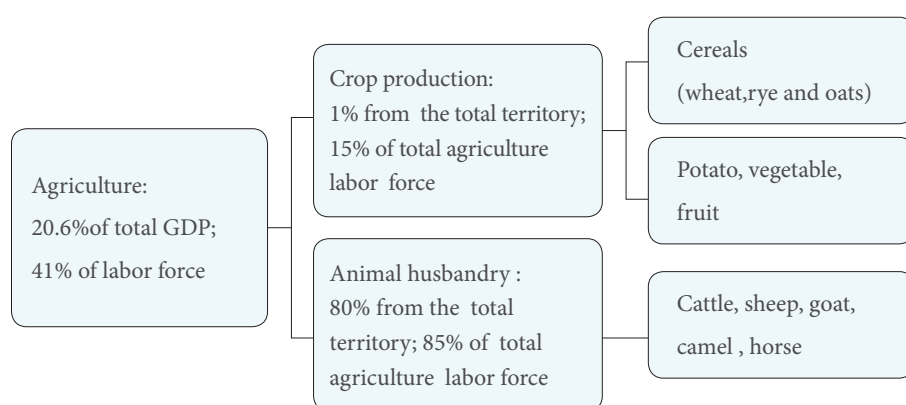 Agriculture:
20.6%of total GDP;
41% of labor force
Crop production:
1% from the total territory;
15% of total agriculture
labor force
Cereals
(wheat,rye and oats)
Potato, vegetable,
fruit
Animal husbandry :
80% from the total
territory; 85% of total
agriculture labor force
Cattle, sheep, goat,
camel , horse